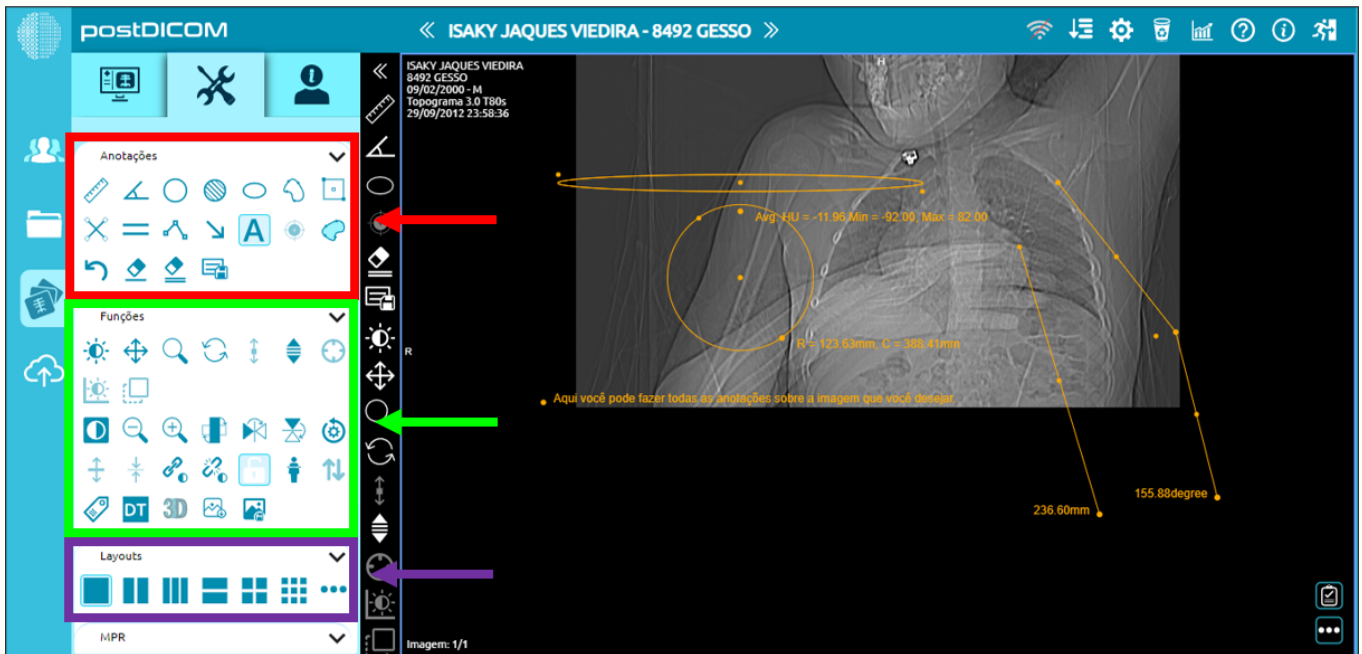 postDICOM
ISAKY JAQUES VIEDIRA - 8492 GESSO
Anotações
A
Funções
DT
3D
Layouts
MPR
ISAKY JAQUES VIEDIRA
8492 GESSO
09/02/2000 - M
Topograma 3.0 T80s
29/09/2012 23:58:36
H
R
Avg. HU = -11.96 Min = -92.00, Max = 82.00
R = 123.63mm, C = 388.41mm
Aqui você pode fazer todas as anotações sobre a imagem que você desejar.
155.88degree
236.60mm
Imagem: 1/1